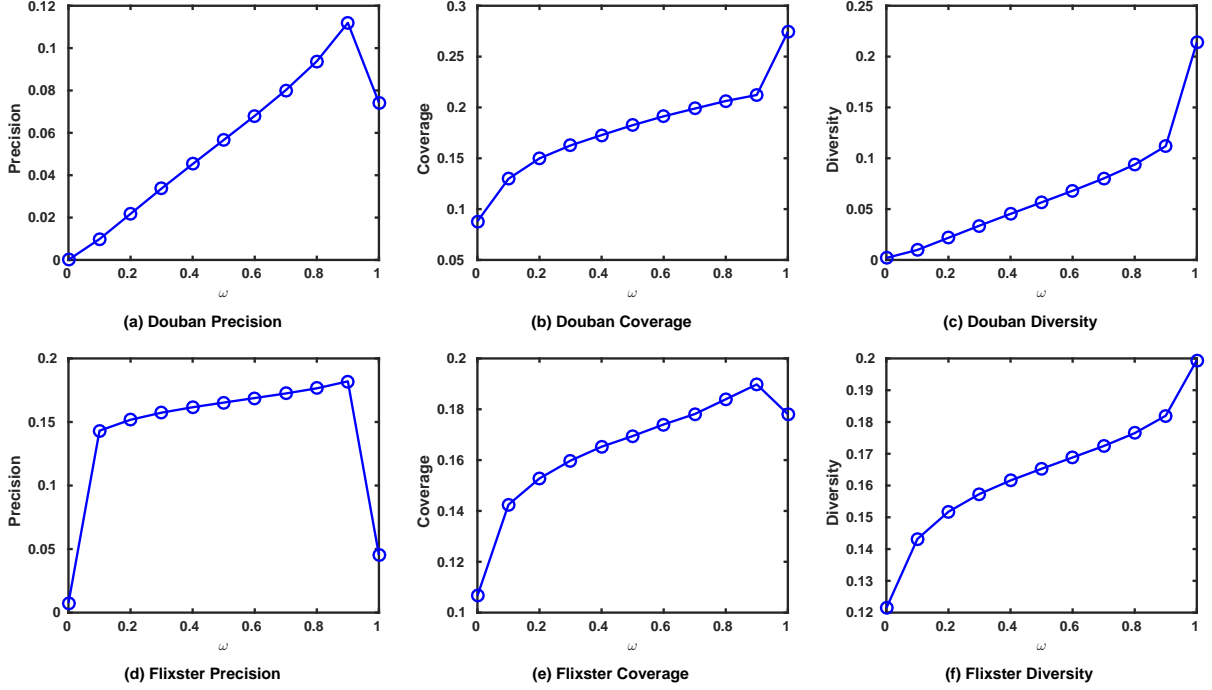 0.12
0.1
0.08
0.06
0.04
0.02
0
Precision
0 0.2 0.4 0.6 0.8 1
ω
(a) Douban Precision
0.3
0.25
0.2
0.15
0.1
0.05
Coverage
0 0.2 0.4 0.6 0.8 1
ω
(b) Douban Coverage
0.25
0.2
0.15
0.1
0.05
0
Diversity
0 0.2 0.4 0.6 0.8 1
ω
(c) Douban Diversity
0.2
0.15
0.1
0.05
0
Precision
0 0.2 0.4 0.6 0.8 1
ω
(d) Flixster Precision
0.2
0.18
0.16
0.14
0.12
0.1
Coverage
0 0.2 0.4 0.6 0.8 1
ω
(e) Flixster Coverage
0.2
0.19
0.18
0.17
0.16
0.15
0.14
0.13
0.12
Diversity
0 0.2 0.4 0.6 0.8 1
ω
(f) Flixster Diversity